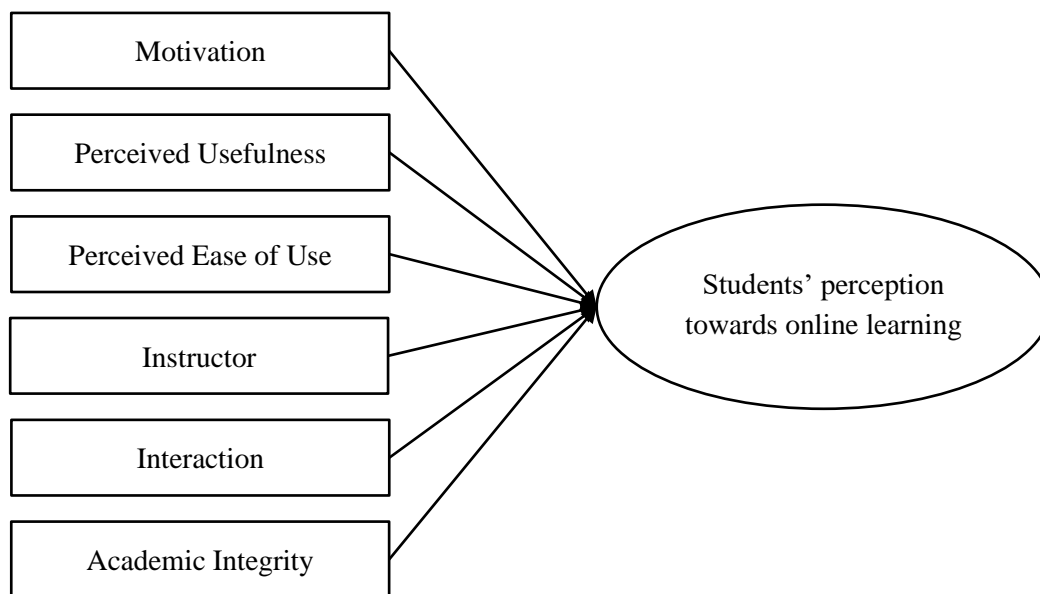 Motivation
Perceived Usefulness
Perceived Ease of Use
Instructor
Interaction
Academic Integrity
Students’ perception
towards online learning